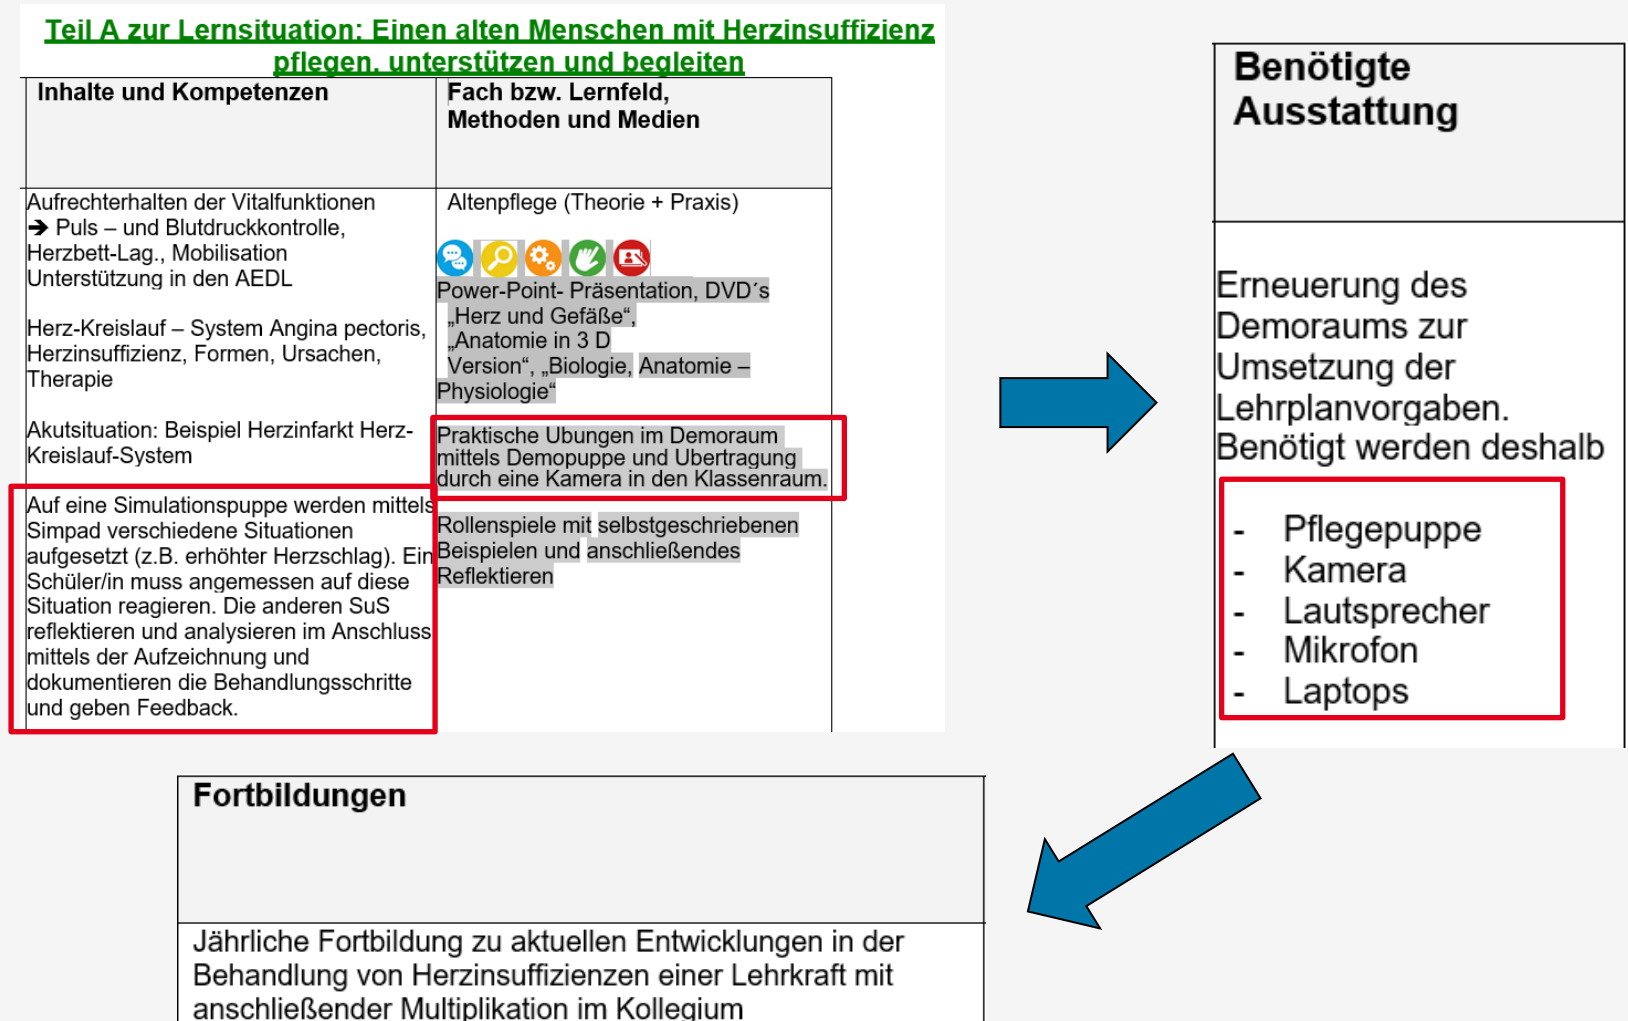 Teil A zur Lernsituation: Einen alten Menschen mit Herzinsuffizienz
pflegen, unterstützen und begleiten
Inhalte und Kompetenzen
Fach bzw. Lernfeld,
Methoden und Medien
Aufrechterhalten der Vitalfunktionen
➔ Puls – und Blutdruckkontrolle,
Herzbett-Lag., Mobilisation
Unterstützung in den AEDL
Herz-Kreislauf – System Angina pectoris,
Herzinsuffizienz, Formen, Ursachen,
Therapie
Akutsituation: Beispiel Herzinfarkt Herz-
Kreislauf-System
Auf eine Simulationspuppe werden mittels
Simpad verschiedene Situationen
aufgesetzt (z.B. erhöhter Herzschlag). Ein
Schüler/in muss angemessen auf diese
Situation reagieren. Die anderen SuS
reflektieren und analysieren im Anschluss
mittels der Aufzeichnung und
dokumentieren die Behandlungsschritte
und geben Feedback.
Altenpflege (Theorie + Praxis)
Power-Point- Präsentation, DVD´s
„Herz und Gefäße“,
„Anatomie in 3 D
Version“, „Biologie, Anatomie –
Physiologie“
Praktische Übungen im Demoraum
mittels Demopuppe und Übertragung
durch eine Kamera in den Klassenraum.
Rollenspiele mit selbstgeschriebenen
Beispielen und anschließendes
Reflektieren
Benötigte
Ausstattung
Erneuerung des
Demoraums zur
Umsetzung der
Lehrplanvorgaben.
Benötigt werden deshalb
- Pflegepuppe
- Kamera
- Lautsprecher
- Mikrofon
- Laptops
Fortbildungen
Jährliche Fortbildung zu aktuellen Entwicklungen in der
Behandlung von Herzinsuffizienzen einer Lehrkraft mit
anschließender Multiplikation im Kollegium